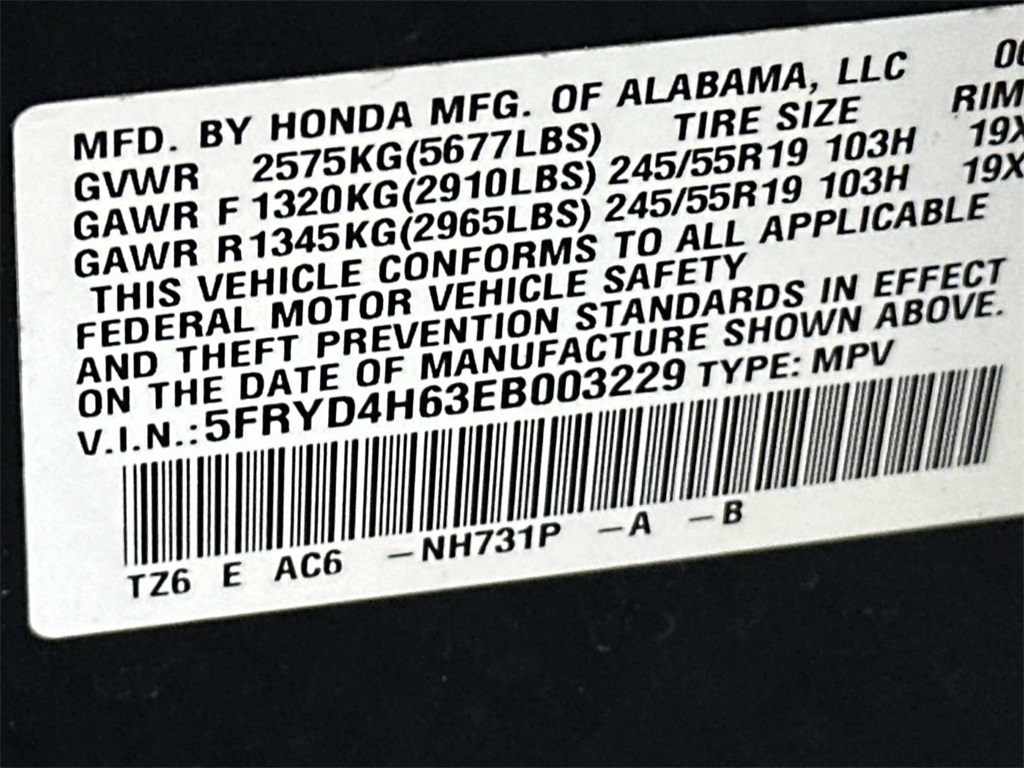 MFD. BY HONDA MFG. OF ALABAMA, LLC
GVWR 2575KG(5677LBS) TIRE SIZE RIM
GAWR F 1320KG(2910LBS) 245/55R19 103H 19X
GAWR R 1345KG(2965LBS) 245/55R19 103H 19X
THIS VEHICLE CONFORMS TO ALL APPLICABLE
FEDERAL MOTOR VEHICLE SAFETY
AND THEFT PREVENTION STANDARDS IN EFFECT
ON THE DATE OF MANUFACTURE SHOWN ABOVE.
V.I.N.:5FRYD4H63EB003229 TYPE: MPV
TZ6 E AC6 -NH731P -A -B